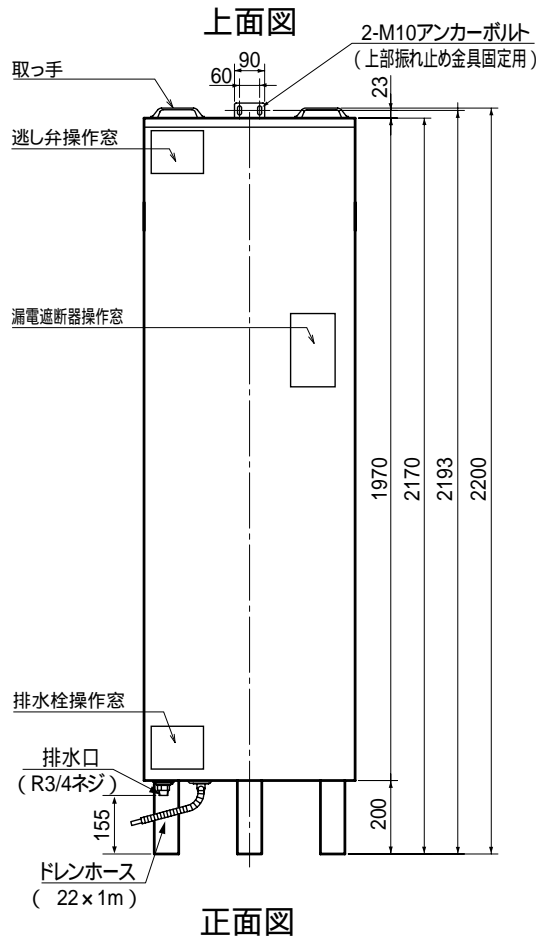 上面図
2-M10アンカーボルト
(上部振れ止め金具固定用)
90
60
23
取っ手
逃し弁操作窓
漏電遮断器操作窓
1970
2170
2193
2200
排水栓操作窓
排水口
(R3/4ネジ)
155
200
ドレンホース
( 22×1m)
正面図